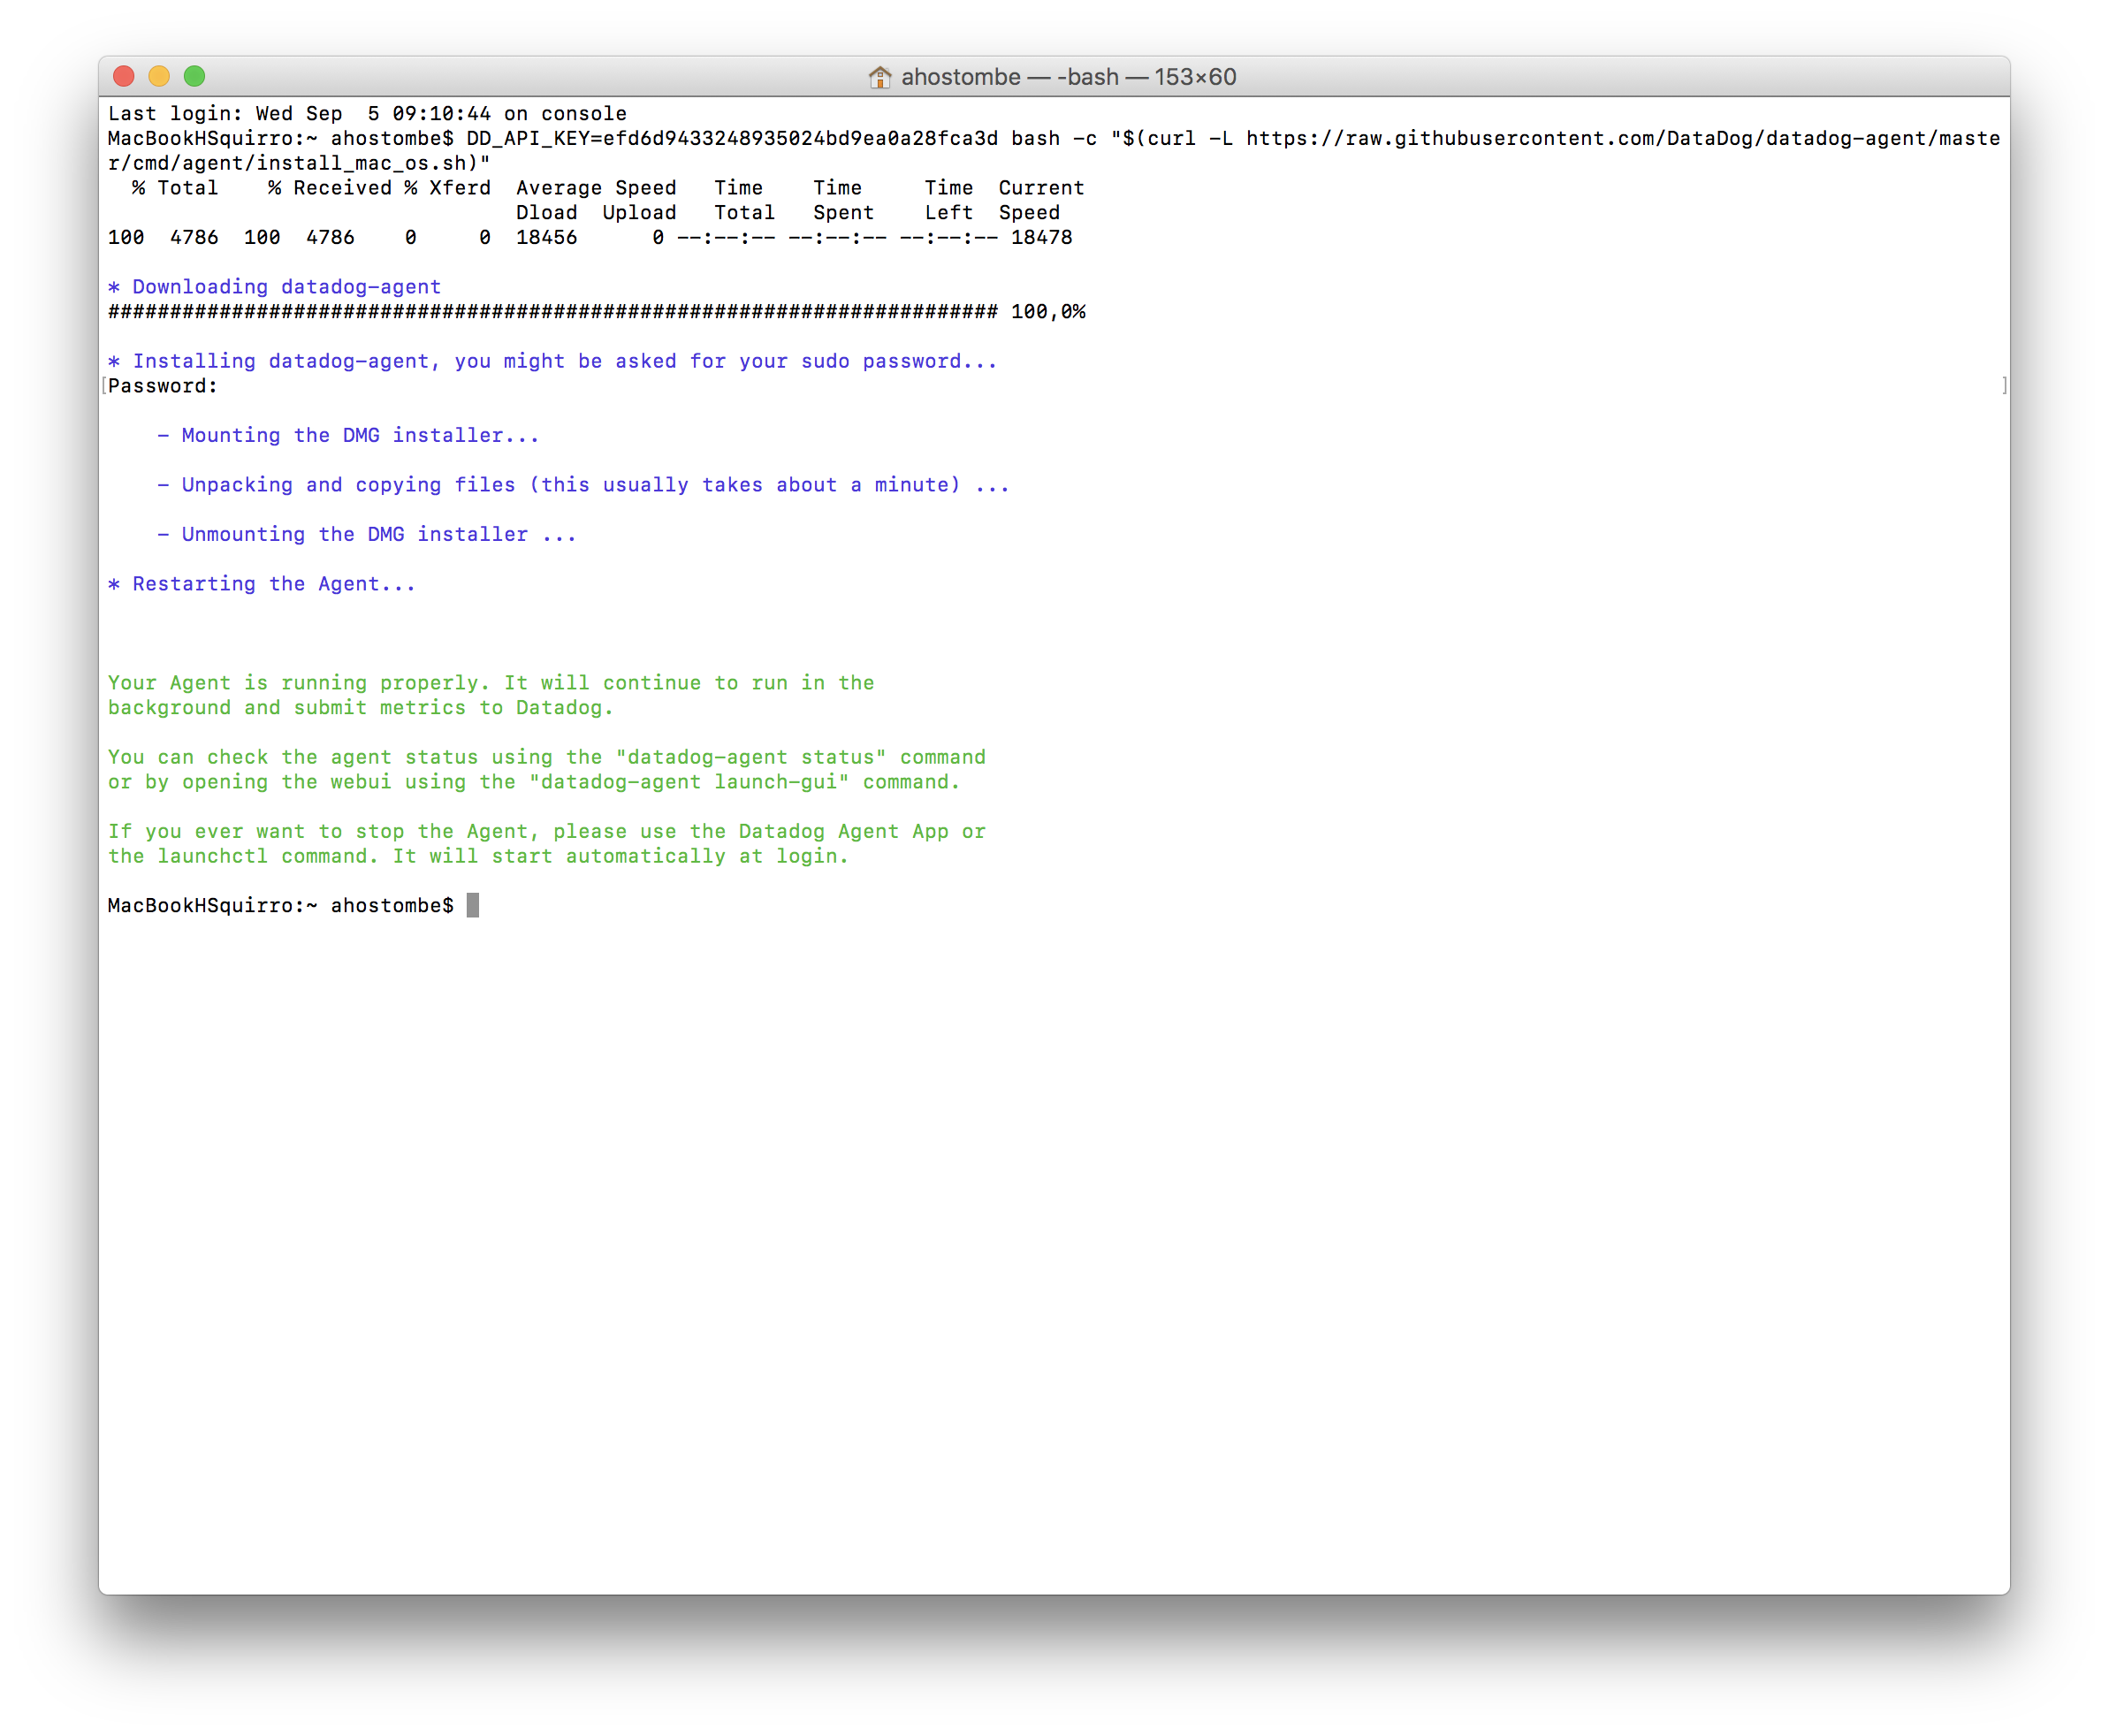 ahostombe — -bash — 153×60
Last login: Wed Sep  5 09:10:44 on console
MacBookHSquirro:~ ahostombe$ DD_API_KEY=efd6d9433248935024bd9ea0a28fca3d bash -c "$(curl -L https://raw.githubusercontent.com/DataDog/datadog-agent/maste
r/cmd/agent/install_mac_os.sh)"
  % Total    % Received % Xferd  Average Speed   Time    Time     Time  Current
                                 Dload  Upload   Total   Spent    Left  Speed
100  4786  100  4786    0     0  18456      0 --:--:-- --:--:-- --:--:-- 18478
* Downloading datadog-agent
######################################################################## 100,0%
* Installing datadog-agent, you might be asked for your sudo password...
[Password:]
    - Mounting the DMG installer...
    - Unpacking and copying files (this usually takes about a minute) ...
    - Unmounting the DMG installer ...
* Restarting the Agent...
Your Agent is running properly. It will continue to run in the
background and submit metrics to Datadog.
You can check the agent status using the "datadog-agent status" command
or by opening the webui using the "datadog-agent launch-gui" command.
If you ever want to stop the Agent, please use the Datadog Agent App or
the launchctl command. It will start automatically at login.
MacBookHSquirro:~ ahostombe$